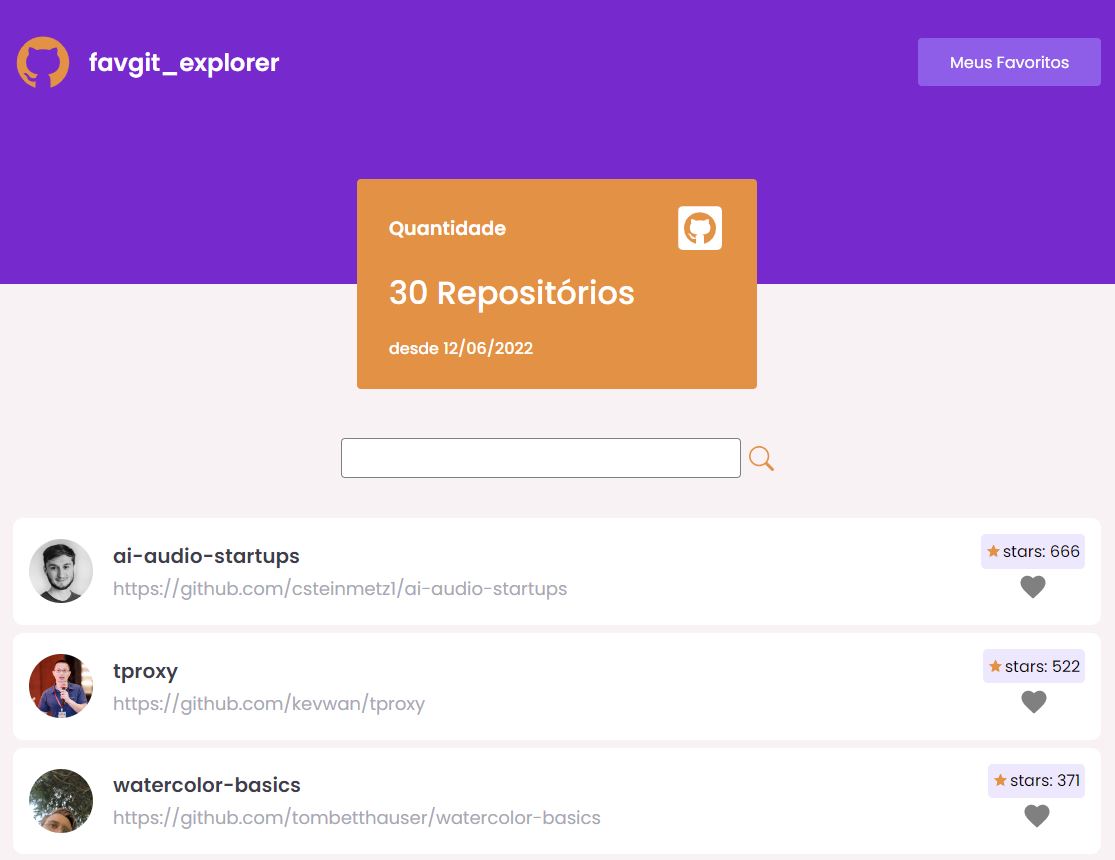 favgit_explorer
Meus Favoritos
Quantidade
30 Repositórios
desde 12/06/2022
ai-audio-startups
stars: 666
https://github.com/csteinmetz1/ai-audio-startups
tproxy
stars: 522
https://github.com/kevwan/tproxy
watercolor-basics
stars: 371
https://github.com/tombetthauser/watercolor-basics